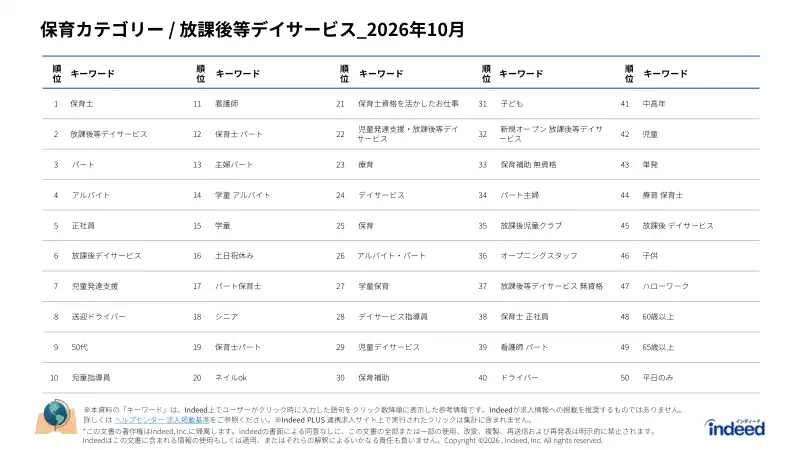 保育カテゴリー / 放課後等デイサービス_2026年10月
順位 キーワード 順位 キーワード 順位 キーワード 順位 キーワード 順位 キーワード
1 保育士 11 看護師 21 保育士資格を活かしたお仕事 31 子ども 41 中高年
2 放課後等デイサービス 12 保育士 パート 22 児童発達支援・放課後等デイサービス 32 新規オープン 放課後等デイサービス 42 児童
3 パート 13 主婦パート 23 療育 33 保育補助 無資格 43 単発
4 アルバイト 14 学童 アルバイト 24 デイサービス 34 パート主婦 44 療育 保育士
5 正社員 15 学童 25 保育 35 放課後児童クラブ 45 放課後 デイサービス
6 放課後デイサービス 16 土日祝休み 26 アルバイト・パート 36 オープニングスタッフ 46 子供
7 児童発達支援 17 パート保育士 27 学童保育 37 放課後等デイサービス 無資格 47 ハローワーク
8 送迎ドライバー 18 シニア 28 デイサービス指導員 38 保育士 正社員 48 60歳以上
9 50代 19 保育士パート 29 児童デイサービス 39 看護師 パート 49 65歳以上
10 児童指導員 20 ネイルok 30 保育補助 40 ドライバー 50 平日のみ
※本資料の「キーワード」は、Indeed上でユーザーがクリック時に入力した語句をクリック数降順に表示した参考情報です。Indeedが求人情報への掲載を推奨するものではありません。
詳しくは ヘルプセンター 求人掲載基準をご参照ください。※Indeed PLUS 連携求人サイト上で実行されたクリックは集計に含まれません。
*この文書の著作権はIndeed, Inc.に帰属します。Indeedの書面による同意なしに、この文書の全部または一部の使用、改変、複製、再送信および再発表は明示的に禁止されます。
Indeedはこの文書に含まれる情報の使用もしくは適用、またはそれらの解釈によるいかなる責任も負いません。Copyright ©2026 , Indeed, Inc. All rights reserved.
インディード
indeed